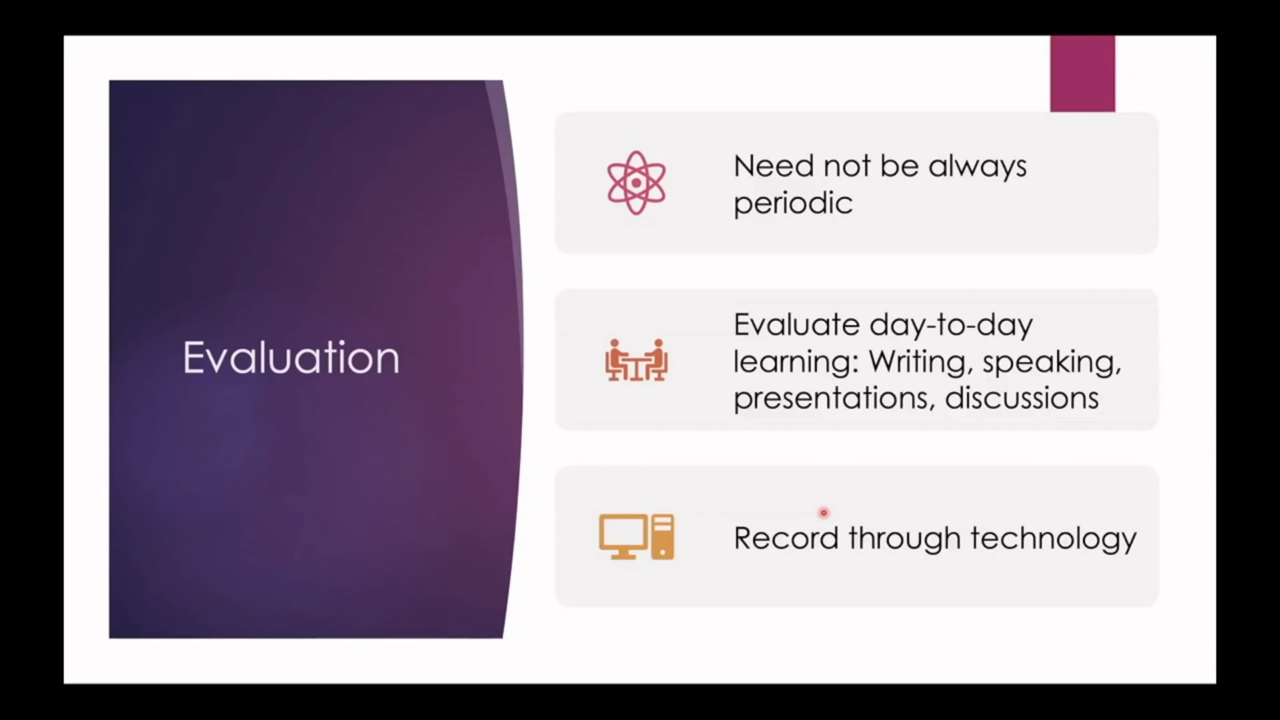 Evaluation
Need not be always
periodic
Evaluate day-to-day
learning: Writing, speaking,
presentations, discussions
Record through technology